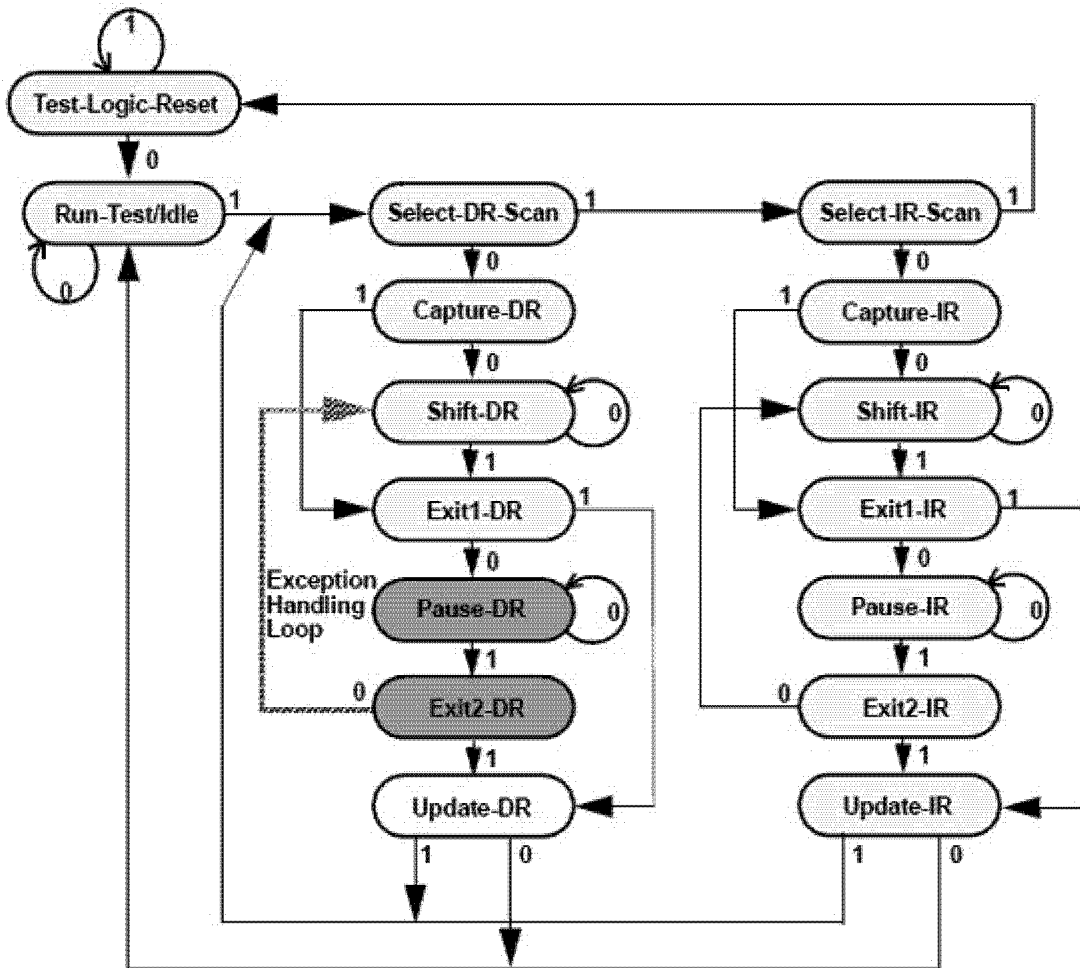 1
Test-Logic-Reset
0
Run-Test/Idle
1
Select-DR-Scan
1
Select-IR-Scan
1
0
0
0
1
Capture-DR
1
Capture-IR
0
0
Shift-DR
0
Shift-IR
0
1
1
Exit1-DR
1
Exit1-IR
1
0
0
Exception
Handling
Loop
Pause-DR
0
Pause-IR
0
1
1
0
Exit2-DR
0
Exit2-IR
1
1
Update-DR
Update-IR
1
0
1
0